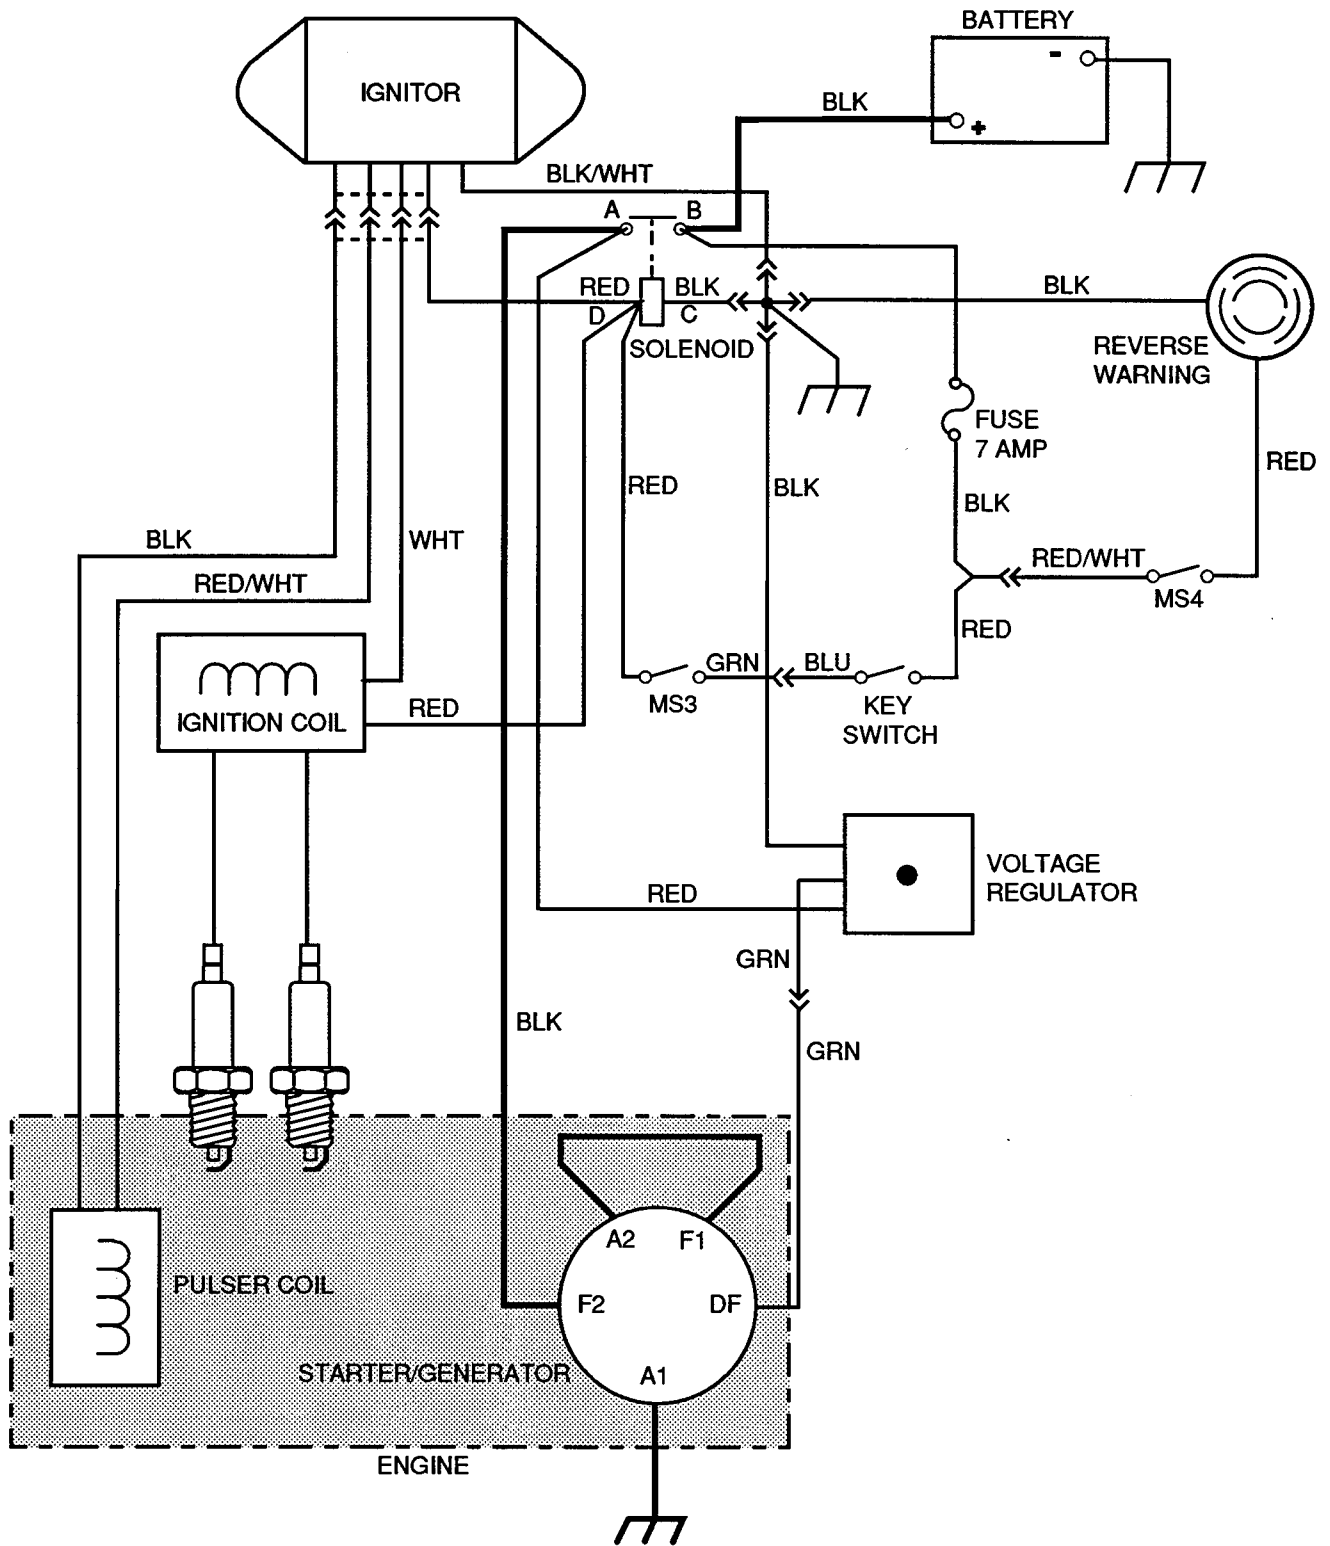 BATTERY
-
IGNITOR
BLK
+
BLK/WHT
A
B
RED
BLK
BLK
D
C
SOLENOID
REVERSE
WARNING
FUSE
7 AMP
RED
RED
BLK
BLK
BLK
WHT
RED/WHT
RED/WHT
MS4
RED
GRN
BLU
MS3
KEY
SWITCH
RED
IGNITION COIL
VOLTAGE
REGULATOR
RED
GRN
BLK
GRN
A2
F1
PULSER COIL
F2
DF
STARTER/GENERATOR
A1
ENGINE